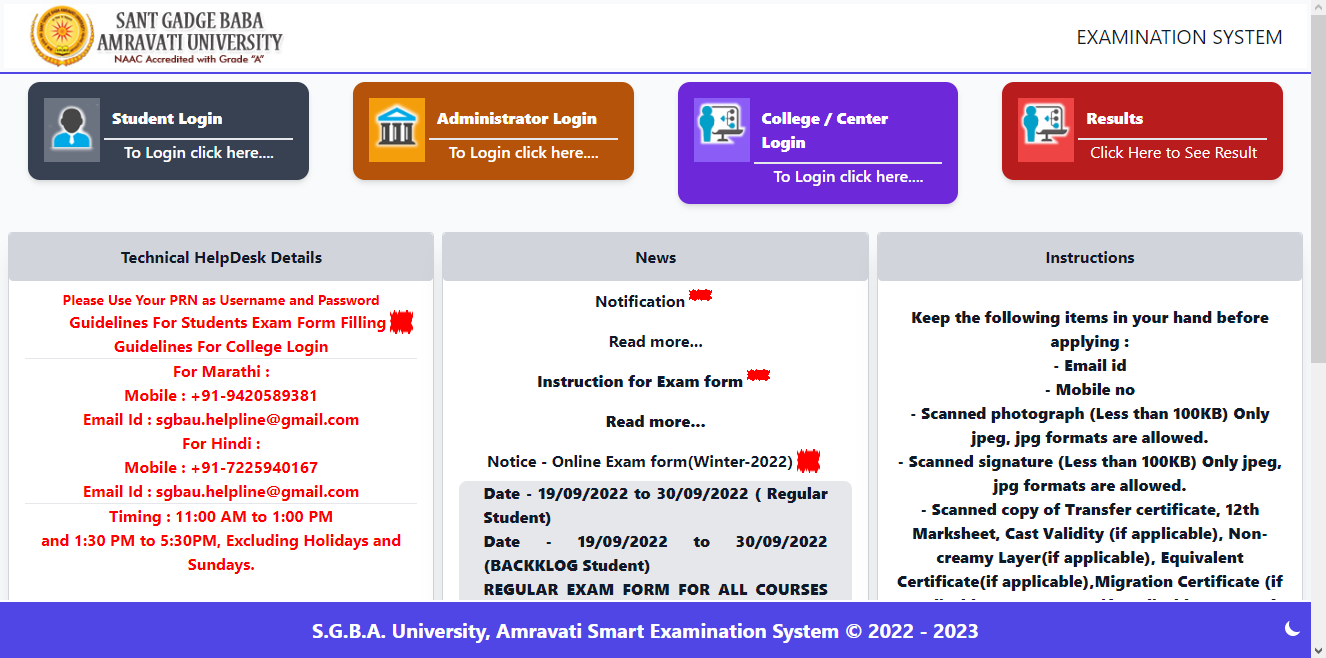 SANT GADGE BABA
AMRAVATI UNIVERSITY
NAAC Accredited with Grade "A"
EXAMINATION SYSTEM
Student Login
To Login click here....
Administrator Login
To Login click here....
College / Center
Login
To Login click here....
Results
Click Here to See Result
Technical HelpDesk Details
Please Use Your PRN as Username and Password
Guidelines For Students Exam Form Filling
Guidelines For College Login
For Marathi :
Mobile : +91-9420589381
Email Id : sgbau.helpline@gmail.com
For Hindi :
Mobile : +91-7225940167
Email Id : sgbau.helpline@gmail.com
Timing : 11:00 AM to 1:00 PM
and 1:30 PM to 5:30PM, Excluding Holidays and
Sundays.
News
Notification
Read more...
Instruction for Exam form
Read more...
Notice - Online Exam form(Winter-2022)
Date - 19/09/2022 to 30/09/2022 ( Regular
Student)
Date - 19/09/2022 to 30/09/2022
(BACKKLOG Student)
REGULAR EXAM FORM FOR ALL COURSES
Instructions
Keep the following items in your hand before
applying :
- Email id
- Mobile no
- Scanned photograph (Less than 100KB) Only
jpeg, jpg formats are allowed.
- Scanned signature (Less than 100KB) Only jpeg,
jpg formats are allowed.
- Scanned copy of Transfer certificate, 12th
Marksheet, Cast Validity (if applicable), Non-
creamy Layer(if applicable), Equivalent
Certificate(if applicable),Migration Certificate (if
S.G.B.A. University, Amravati Smart Examination System © 2022 - 2023